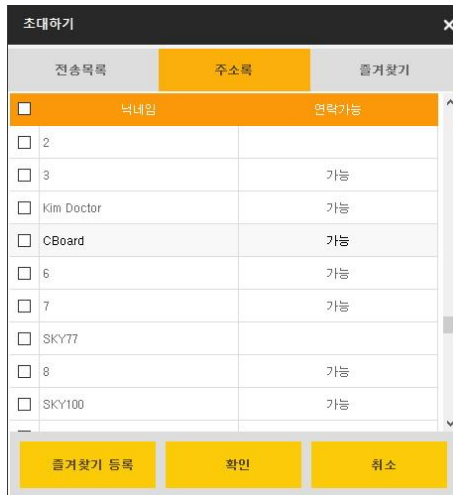 초대하기
전송목록 주소록 즐겨찾기
닉네임 연락가능
2
3 가능
Kim Doctor 가능
CBoard 가능
6 가능
7 가능
SKY77
8 가능
SKY100 가능
즐겨찾기 등록 확인 취소